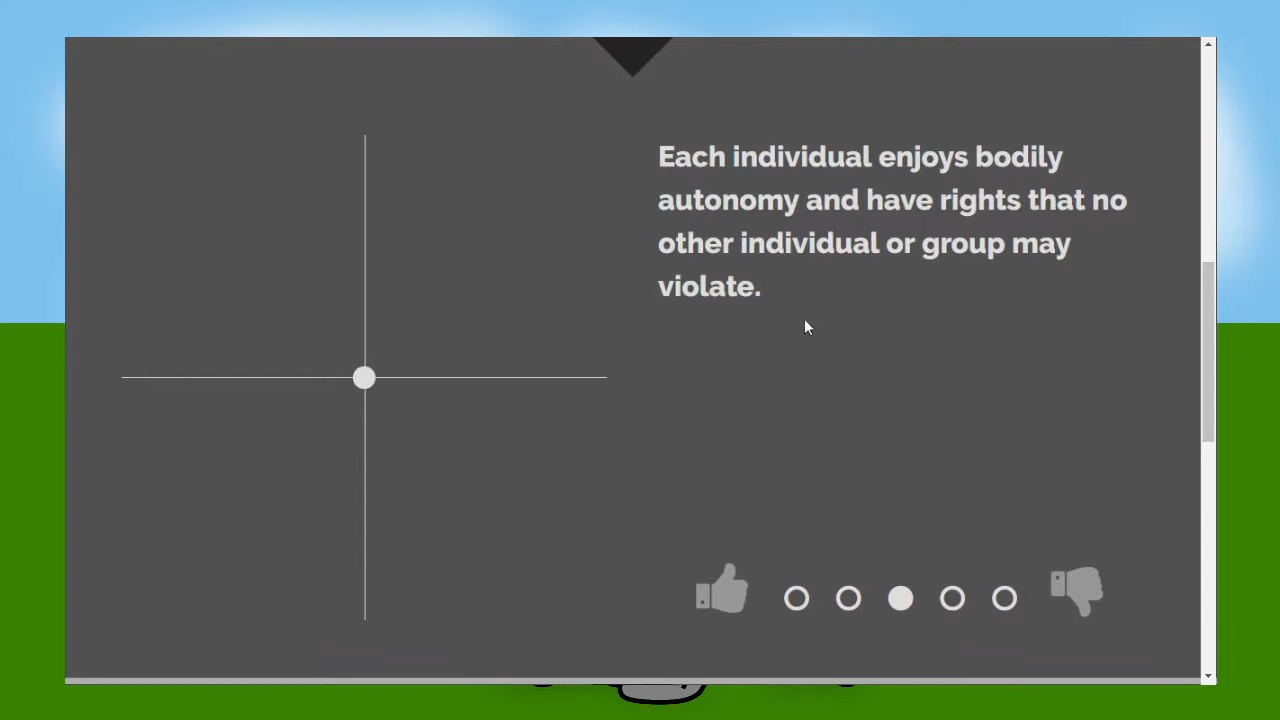 Each individual enjoys bodily
autonomy and have rights that no
other individual or group may
violate.